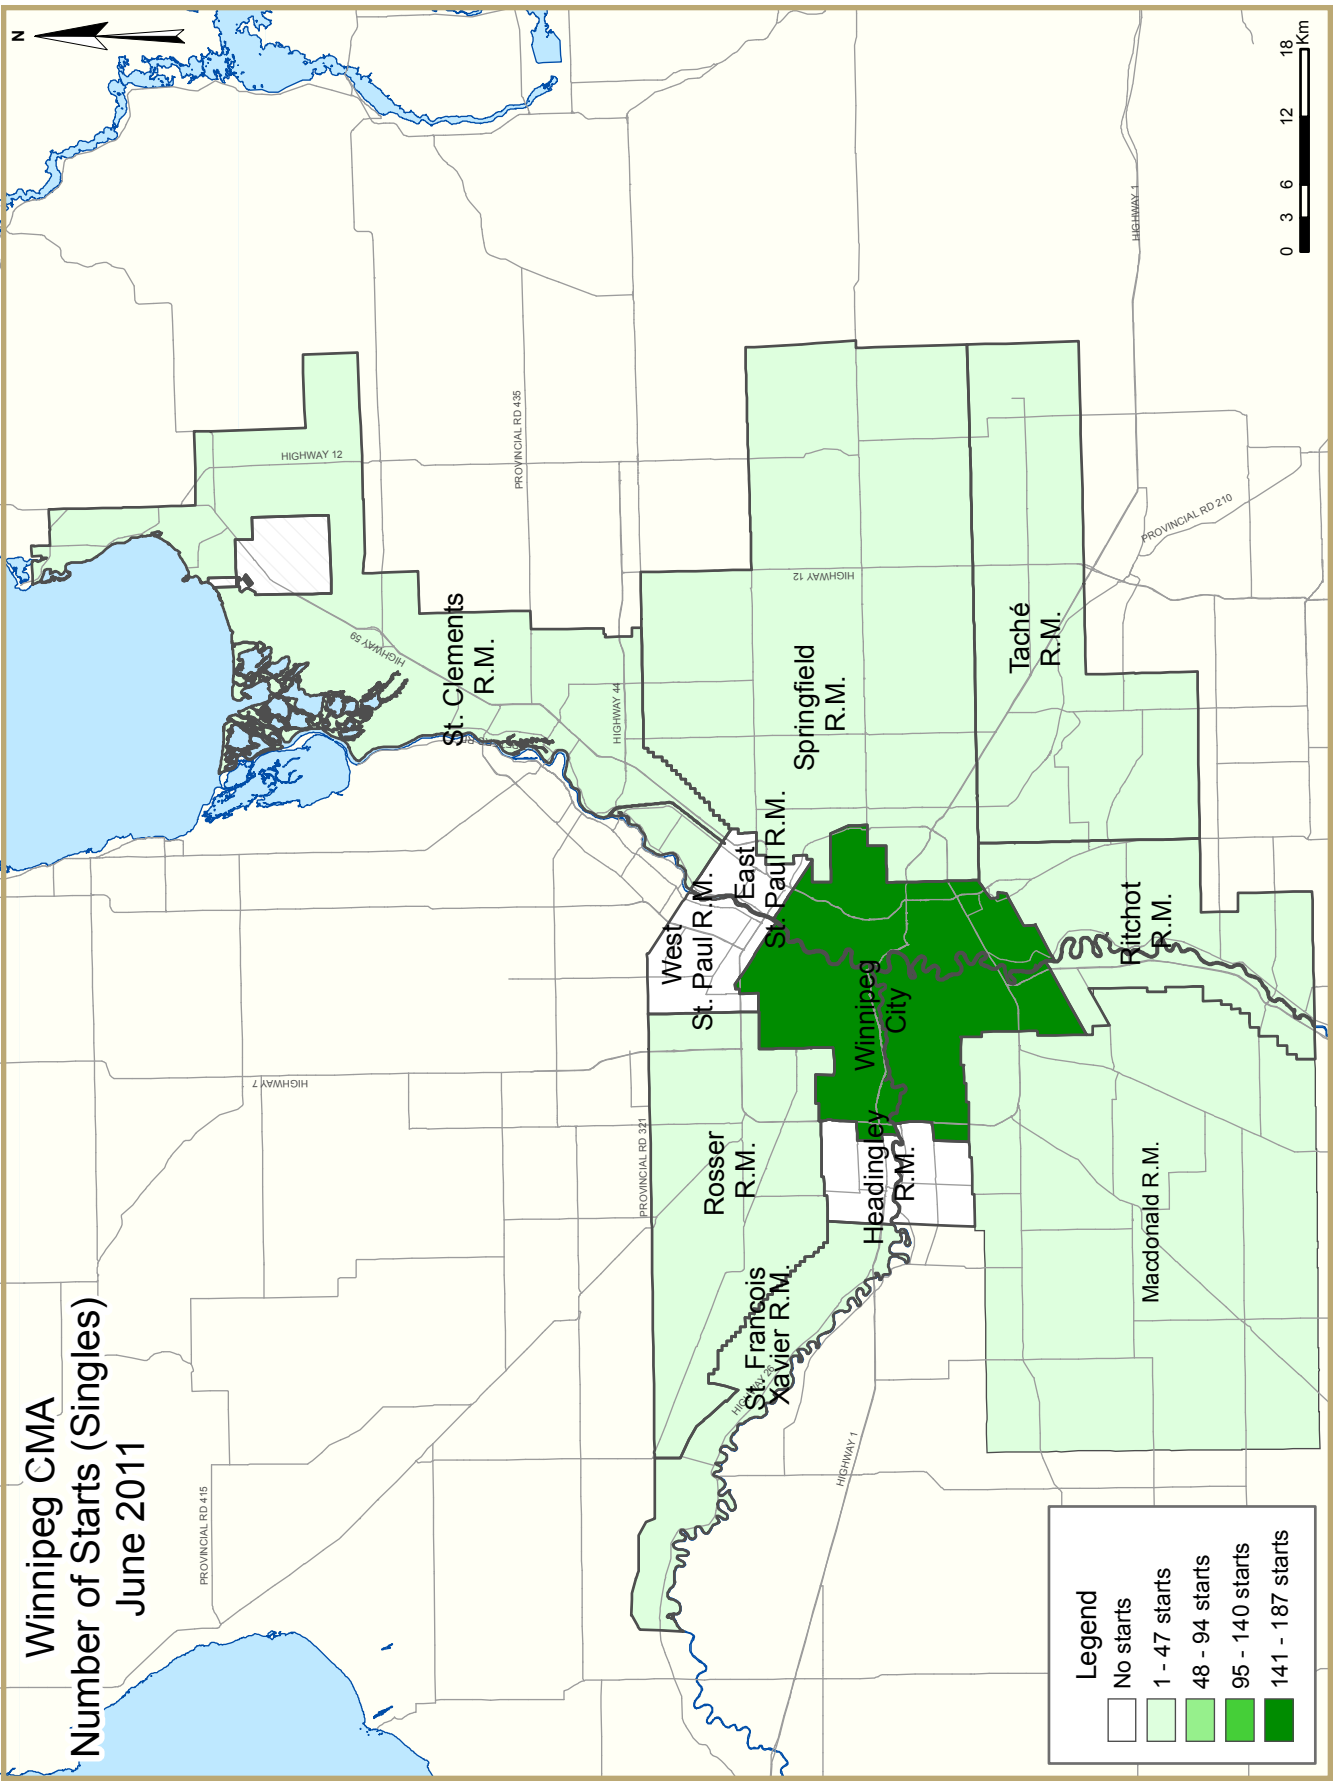 Winnipeg CMA
Number of Starts (Singles)
June 2011
N
HIGHWAY 12
PROVINCIAL RD 435
HIGHWAY 59
St. Clements
R.M.
HIGHWAY 44
HIGHWAY 7
PROVINCIAL RD 415
PROVINCIAL RD 321
West
St. Paul R.M.
East
St. Paul R.M.
Springfield
R.M.
HIGHWAY 12
HIGHWAY 1
Rosser
R.M.
St. François
Xavier R.M.
HIGHWAY 26
HIGHWAY 1
Headingley
R.M.
Winnipeg
City
Taché
R.M.
PROVINCIAL RD 210
Ritchot
R.M.
Macdonald R.M.
Legend
No starts
1 - 47 starts
48 - 94 starts
95 - 140 starts
141 - 187 starts
0 3 6 12 18
Km